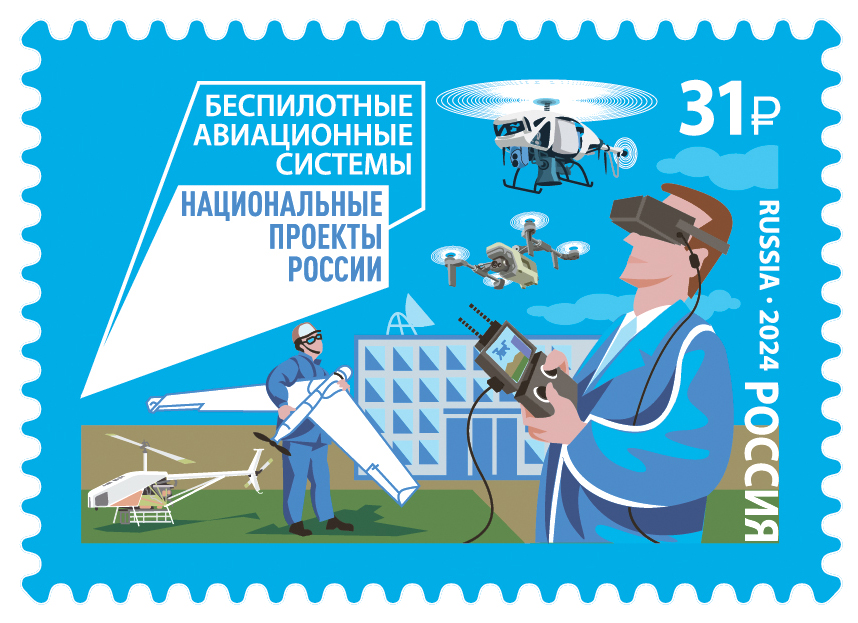 БЕСПИЛОТНЫЕ
АВИАЦИОННЫЕ
СИСТЕМЫ
НАЦИОНАЛЬНЫЕ
ПРОЕКТЫ
РОССИИ
31₽
RUSSIA • 2024
РОССИЯ